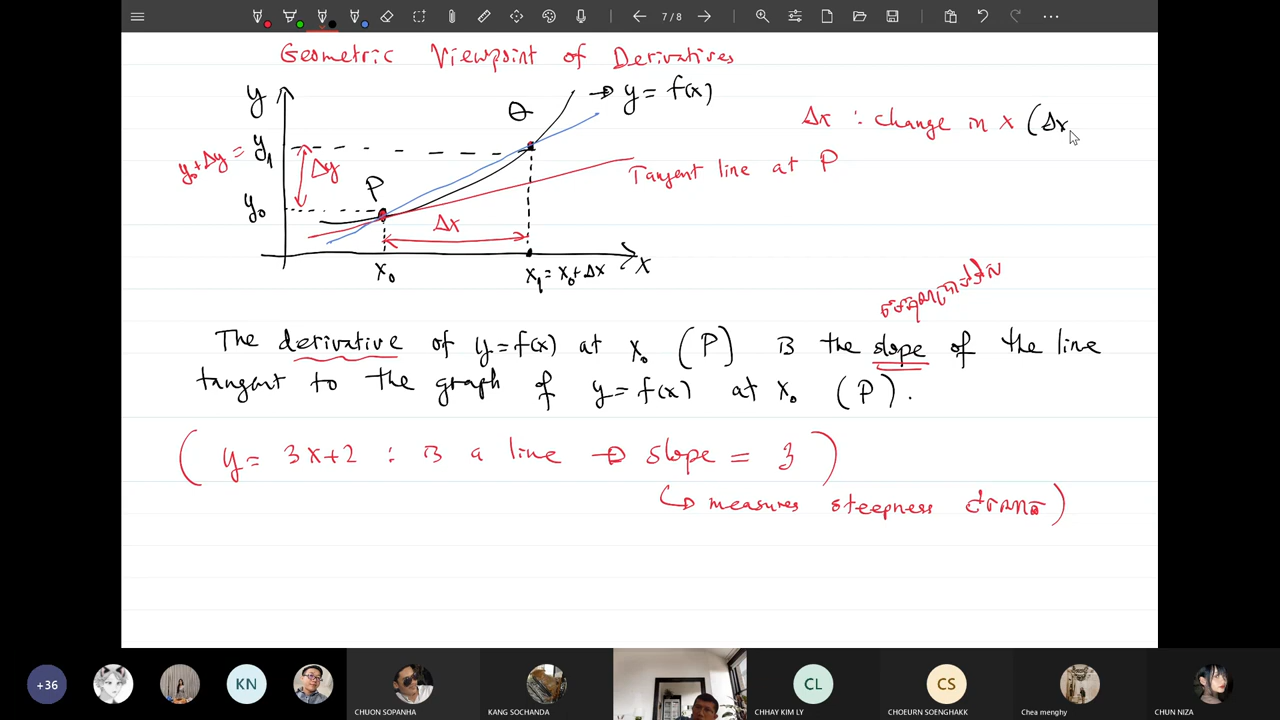 7 / 8
Geometric Viewpoint of Derivatives
y
Q
→ y = f(x)
Δx : change in x (Δx
y₀+Δy = y₁
Δy
P
Tangent line at P
y₀
Δx
x
x₀
x₁ = x₀+Δx
The derivative of y=f(x) at x₀ (P) is the slope of the line
tangent to the graph of y=f(x) at x₀ (P).
( y= 3x+2 : is a line → slope = 3 )
↳ measures steepness
+36
KN
CHUON SOPANHA
KANG SOCHANDA
CL
CHHAY KIM LY
CS
CHOEURN SOENGHAKK
Chea menghy
CHUN NIZA